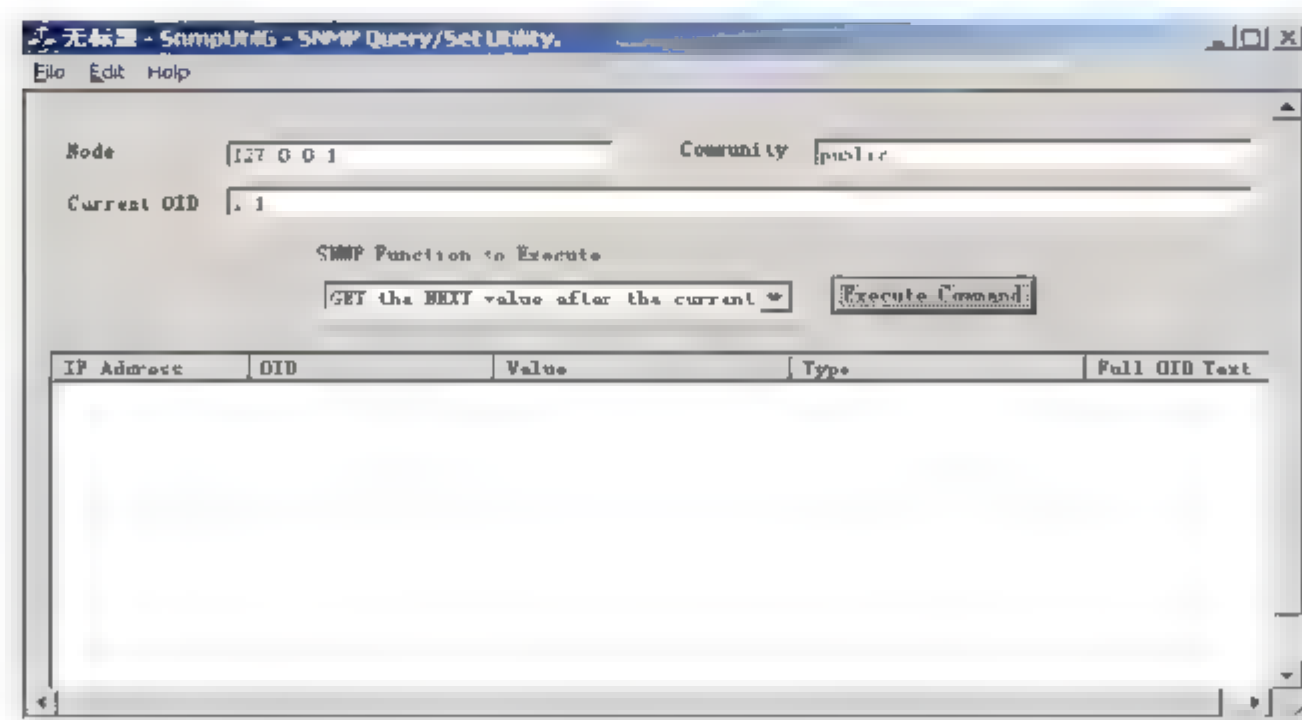 无标题 - SnmpUtilG - SNMP Query/Set Utility.
File Edit Help
Node 127.0.0.1 Community public
Current OID .1
SNMP Function to Execute
GET the NEXT value after the current Execute Command
IP Address OID Value Type Full OID Text